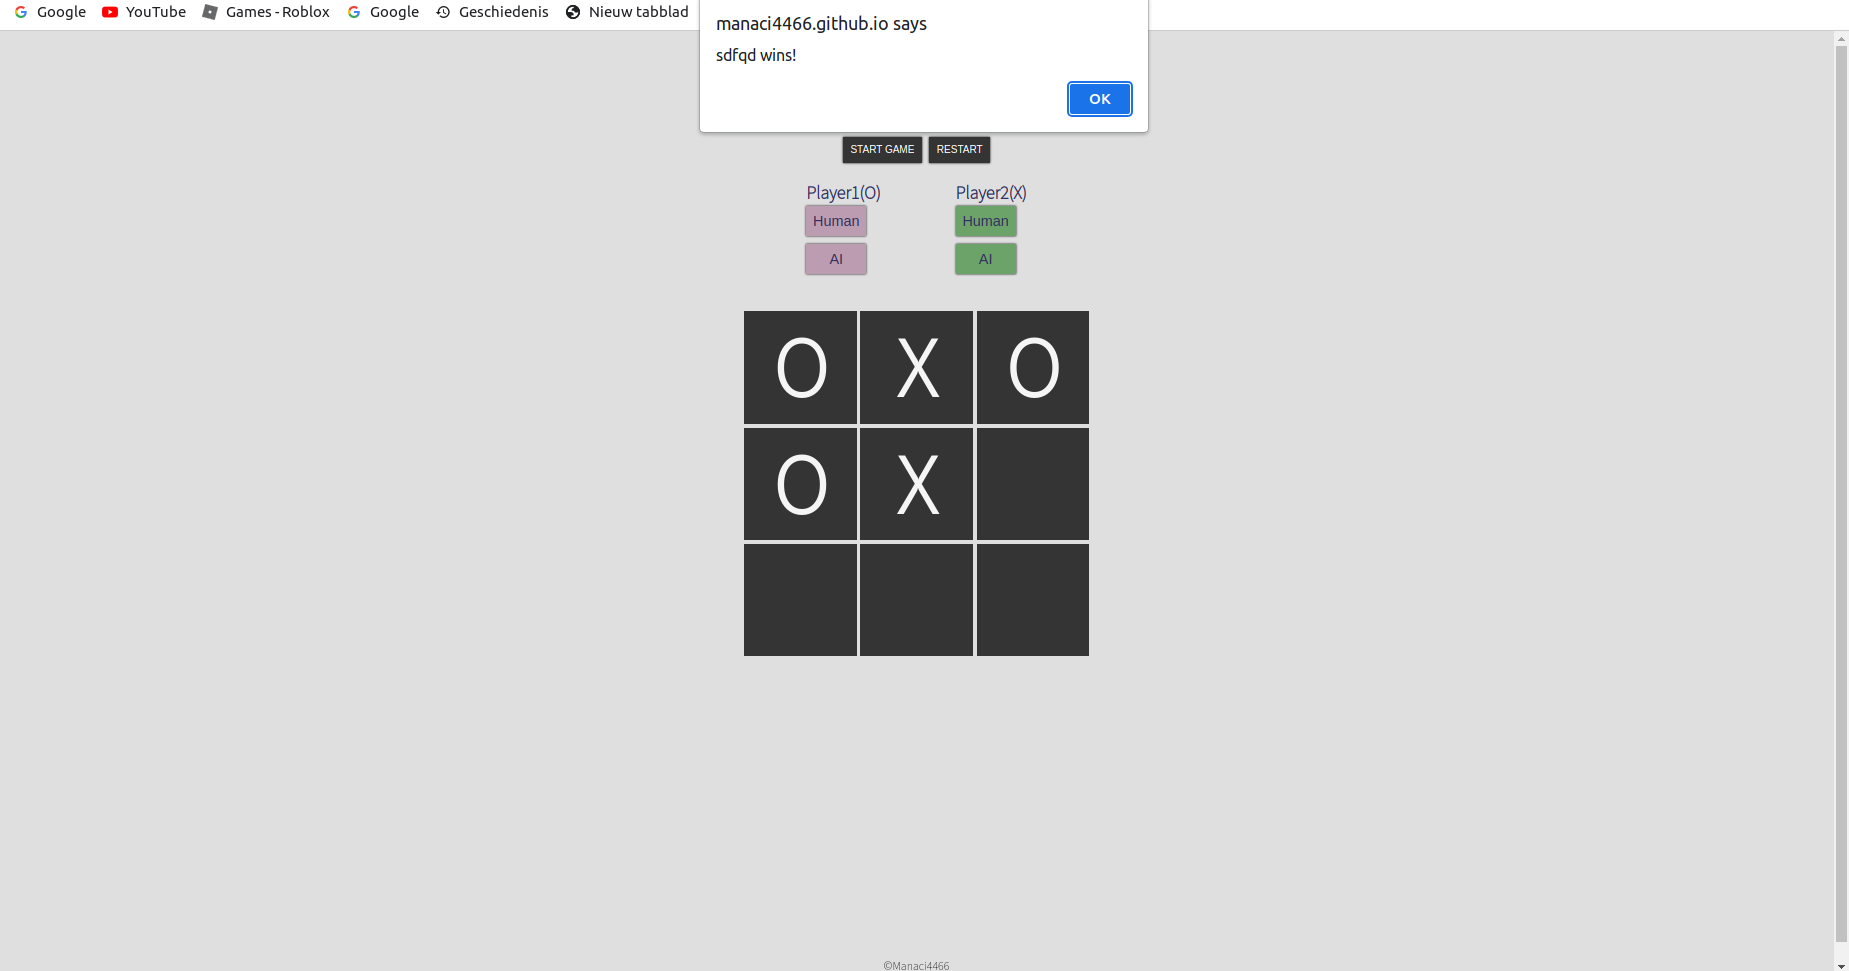 Google YouTube Games - Roblox Google Geschiedenis Nieuw tabblad
manaci4466.github.io says
sdfqd wins!
OK
START GAME RESTART
Player1(O) Player2(X)
Human Human
AI AI
O X O
O X
©Manaci4466